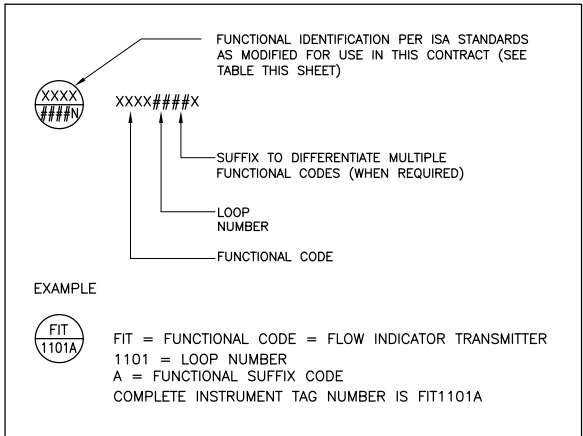 FUNCTIONAL IDENTIFICATION PER ISA STANDARDS
AS MODIFIED FOR USE IN THIS CONTRACT (SEE
TABLE THIS SHEET)
XXXX
####N
XXXX####X
SUFFIX TO DIFFERENTIATE MULTIPLE
FUNCTIONAL CODES (WHEN REQUIRED)
LOOP
NUMBER
FUNCTIONAL CODE
EXAMPLE
FIT
1101A
FIT = FUNCTIONAL CODE = FLOW INDICATOR TRANSMITTER
1101 = LOOP NUMBER
A = FUNCTIONAL SUFFIX CODE
COMPLETE INSTRUMENT TAG NUMBER IS FIT1101A